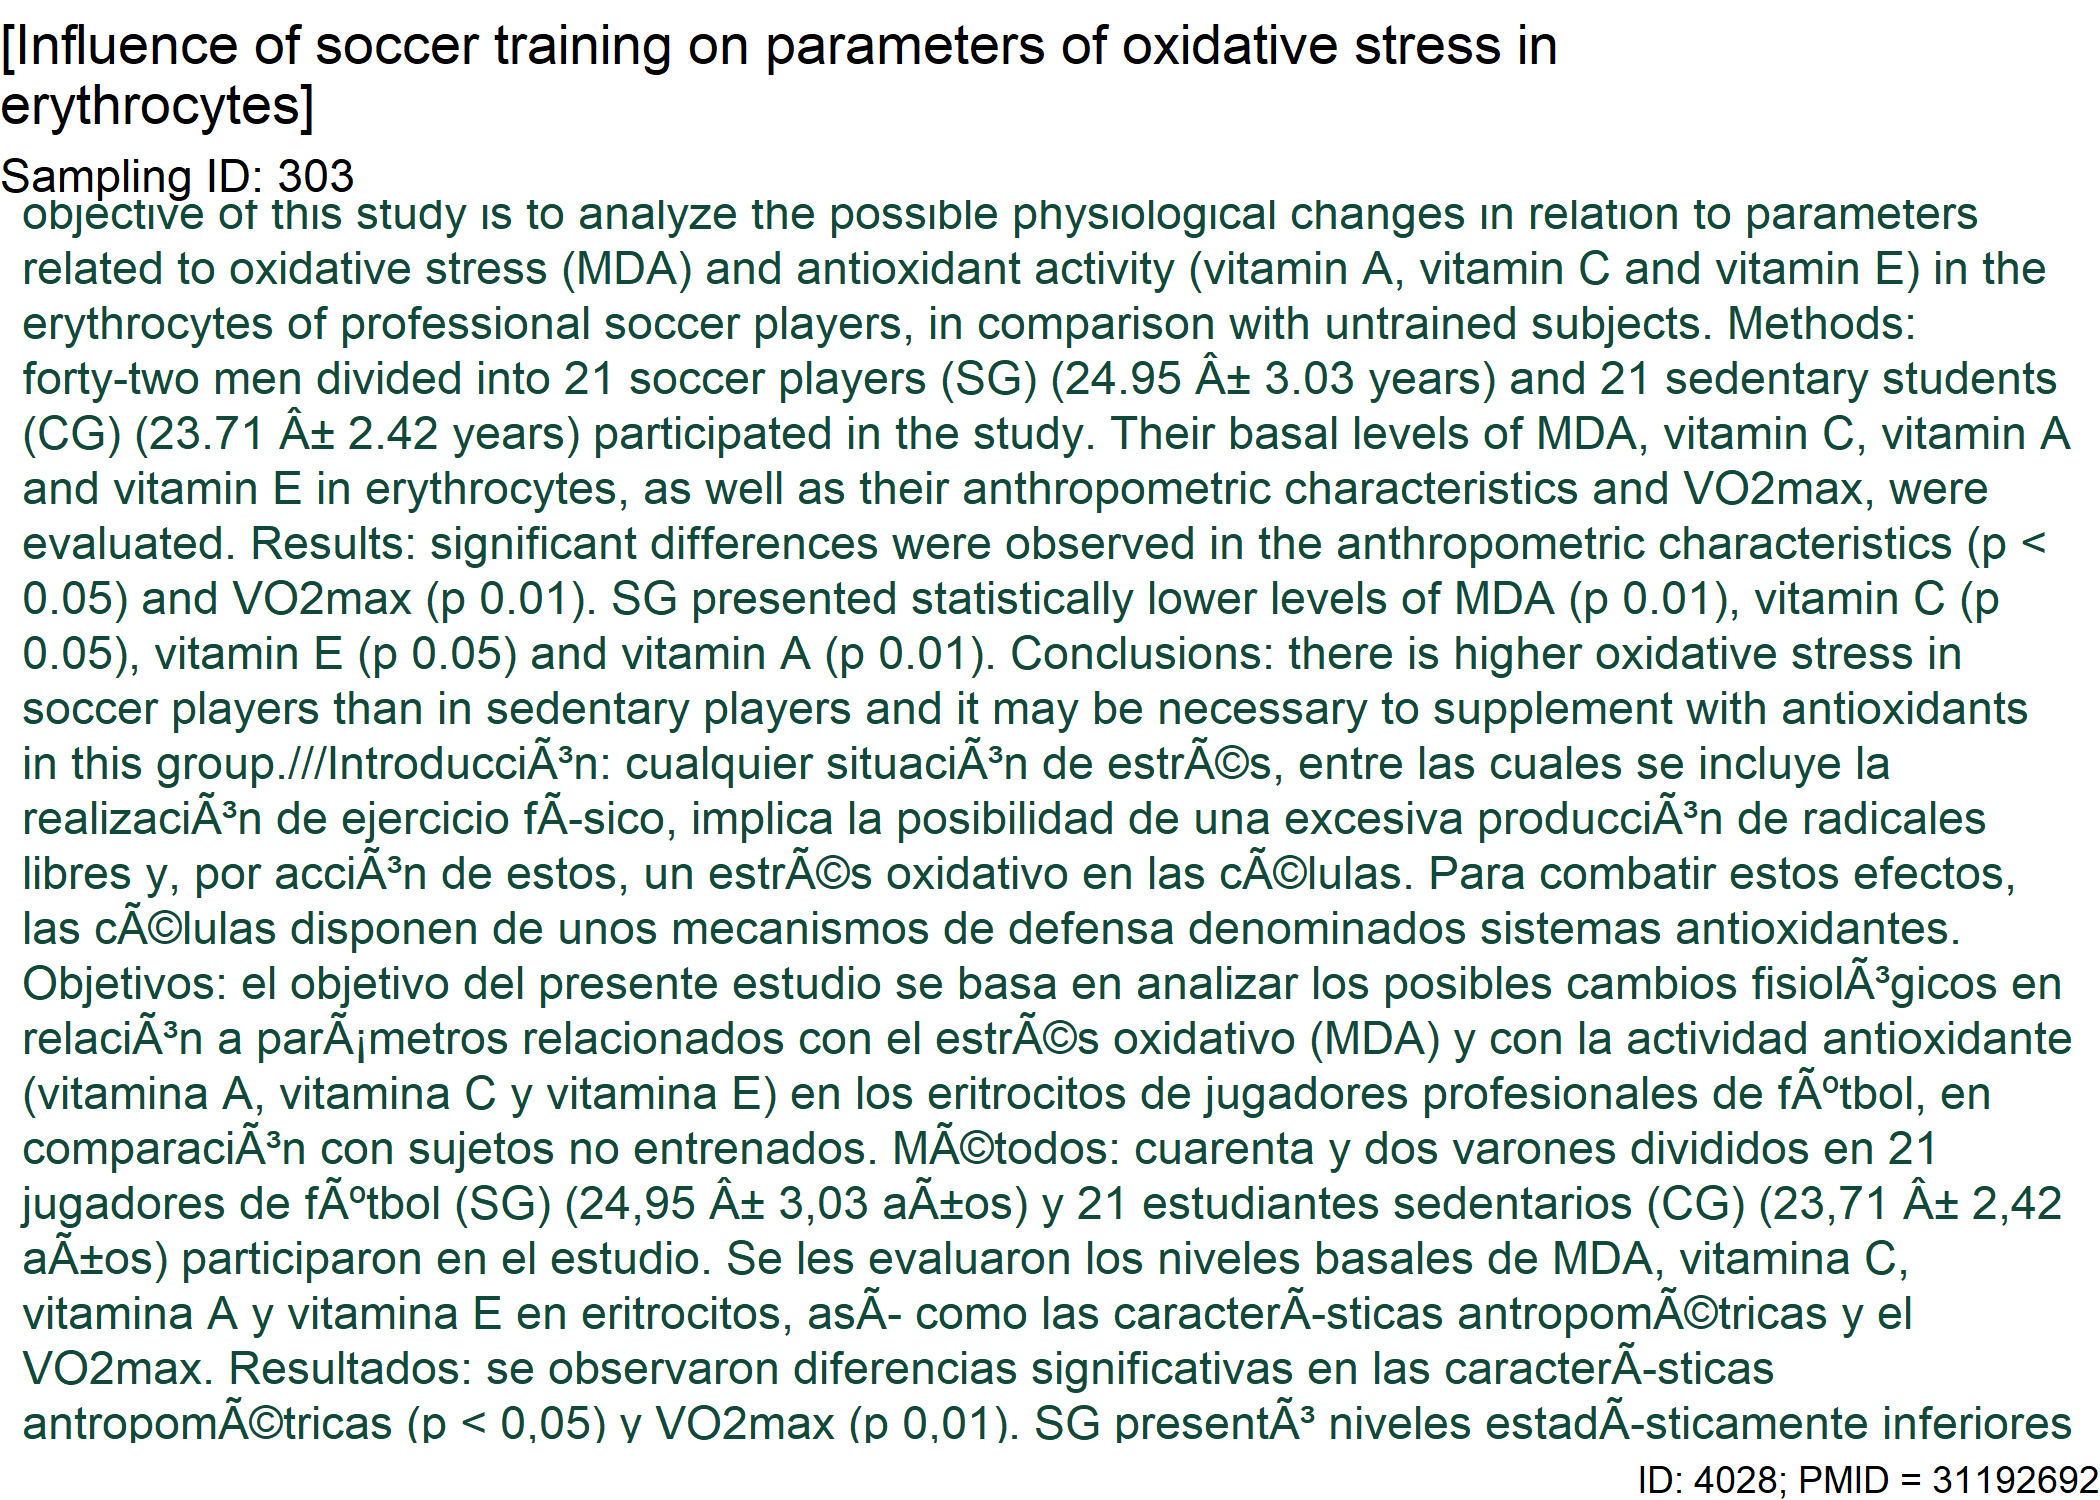 [Influence of soccer training on parameters of oxidative stress in
erythrocytes]
Sampling ID: 303
objective of this study is to analyze the possible physiological changes in relation to parameters
related to oxidative stress (MDA) and antioxidant activity (vitamin A, vitamin C and vitamin E) in the
erythrocytes of professional soccer players, in comparison with untrained subjects. Methods:
forty-two men divided into 21 soccer players (SG) (24.95 Â± 3.03 years) and 21 sedentary students
(CG) (23.71 Â± 2.42 years) participated in the study. Their basal levels of MDA, vitamin C, vitamin A
and vitamin E in erythrocytes, as well as their anthropometric characteristics and VO2max, were
evaluated. Results: significant differences were observed in the anthropometric characteristics (p <
0.05) and VO2max (p 0.01). SG presented statistically lower levels of MDA (p 0.01), vitamin C (p
0.05), vitamin E (p 0.05) and vitamin A (p 0.01). Conclusions: there is higher oxidative stress in
soccer players than in sedentary players and it may be necessary to supplement with antioxidants
in this group.///IntroducciÃ³n: cualquier situaciÃ³n de estrÃ©s, entre las cuales se incluye la
realizaciÃ³n de ejercicio fÃ-sico, implica la posibilidad de una excesiva producciÃ³n de radicales
libres y, por acciÃ³n de estos, un estrÃ©s oxidativo en las cÃ©lulas. Para combatir estos efectos,
las cÃ©lulas disponen de unos mecanismos de defensa denominados sistemas antioxidantes.
Objetivos: el objetivo del presente estudio se basa en analizar los posibles cambios fisiolÃ³gicos en
relaciÃ³n a parÃ¡metros relacionados con el estrÃ©s oxidativo (MDA) y con la actividad antioxidante
(vitamina A, vitamina C y vitamina E) en los eritrocitos de jugadores profesionales de fÃºtbol, en
comparaciÃ³n con sujetos no entrenados. MÃ©todos: cuarenta y dos varones divididos en 21
jugadores de fÃºtbol (SG) (24,95 Â± 3,03 aÃ±os) y 21 estudiantes sedentarios (CG) (23,71 Â± 2,42
aÃ±os) participaron en el estudio. Se les evaluaron los niveles basales de MDA, vitamina C,
vitamina A y vitamina E en eritrocitos, asÃ- como las caracterÃ-sticas antropomÃ©tricas y el
VO2max. Resultados: se observaron diferencias significativas en las caracterÃ-sticas
antropomÃ©tricas (p < 0,05) y VO2max (p 0,01). SG presentÃ³ niveles estadÃ-sticamente inferiores
ID: 4028; PMID = 31192692